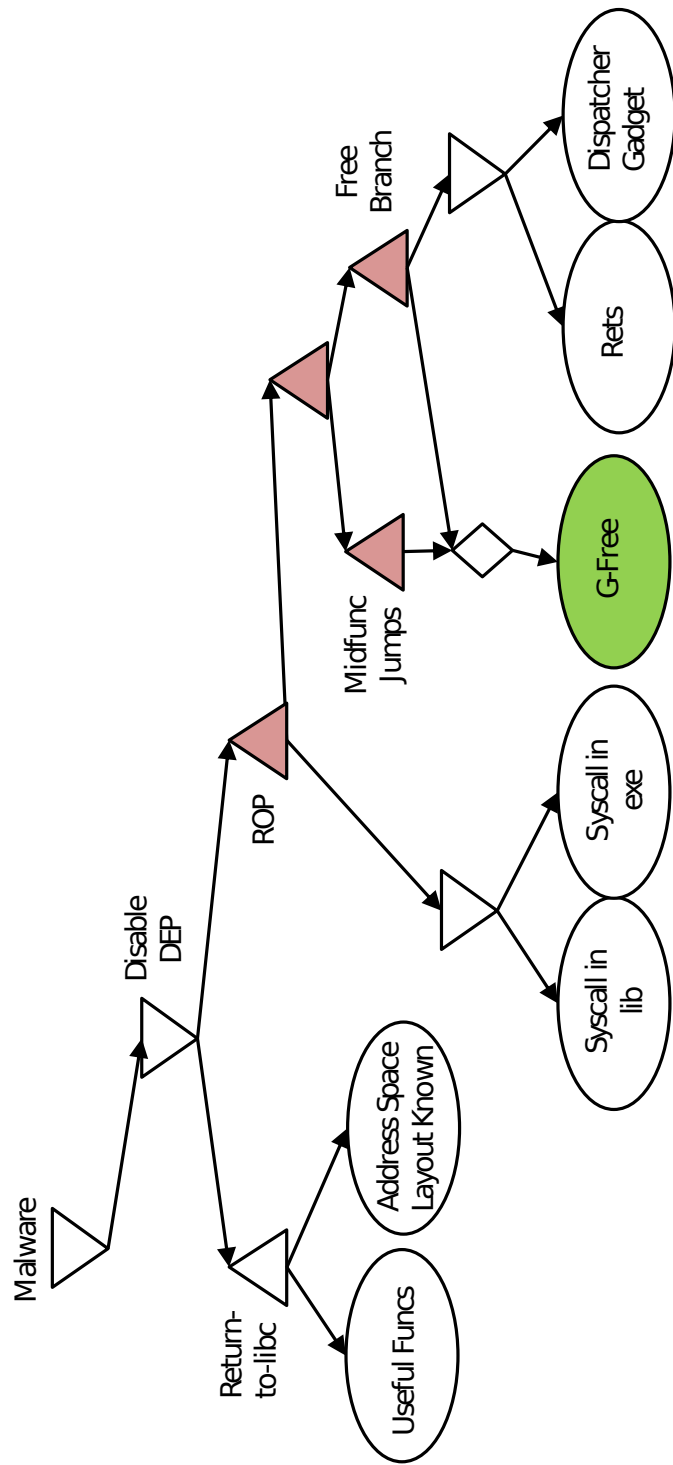 Malware
Disable
DEP
Return-
to-libc
ROP
Free
Branch
Midfunc
Jumps
Useful Funcs
Address Space
Layout Known
Syscall in
lib
Syscall in
exe
G-Free
Rets
Dispatcher
Gadget